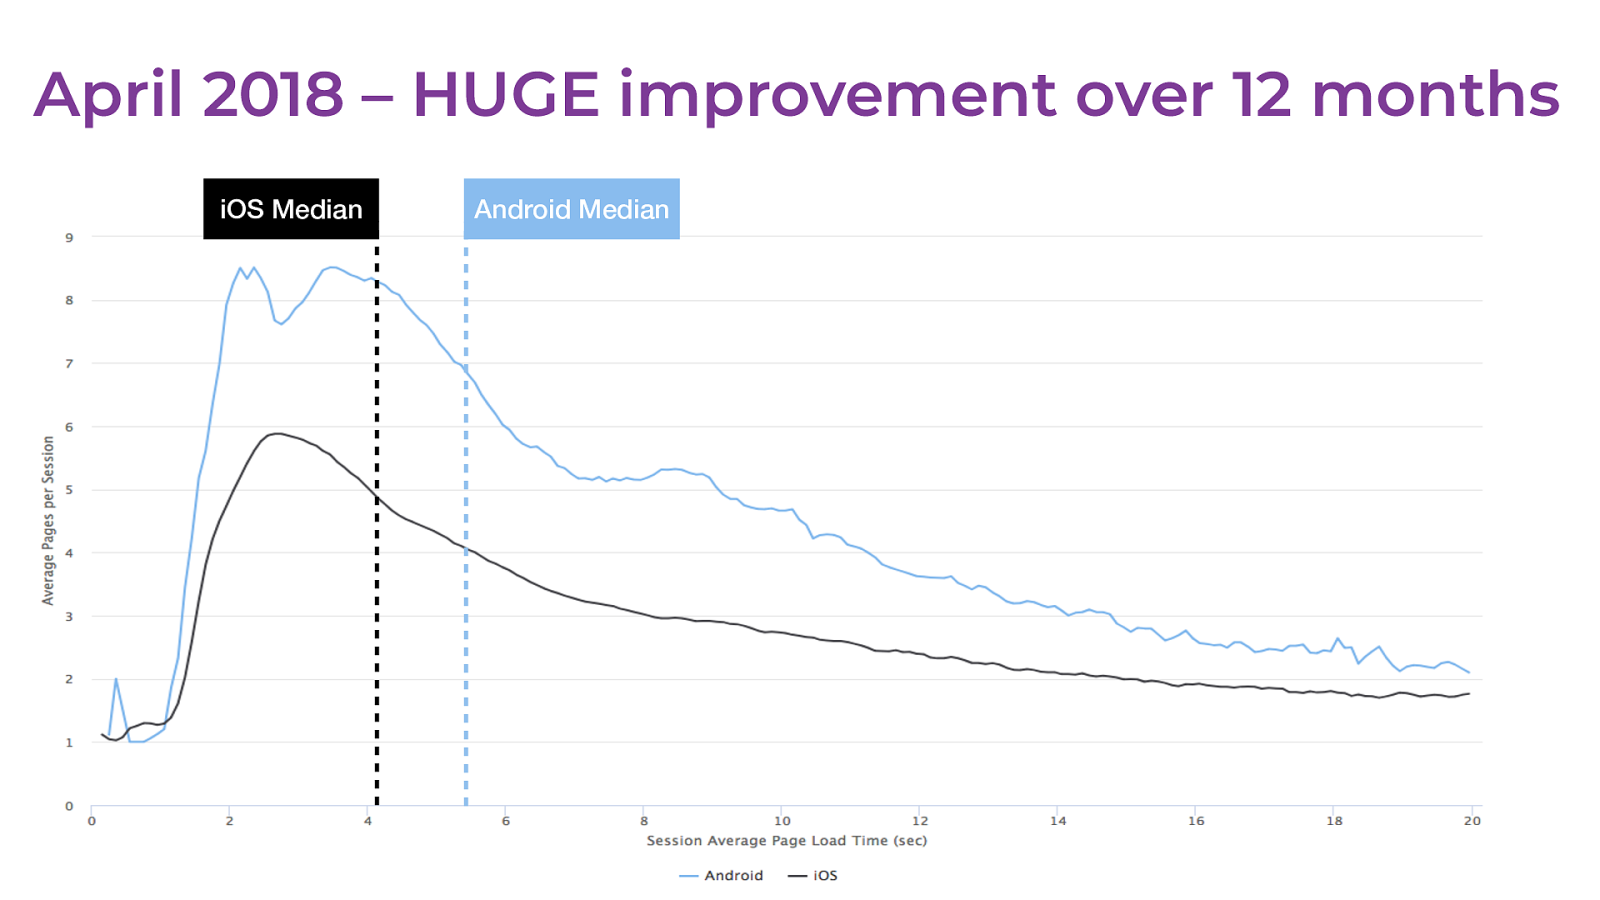 April 2018 – HUGE improvement over 12 months
iOS Median
Android Median
9
8
7
6
5
4
3
2
1
0
Average Pages per Session
0 2 4 6 8 10 12 14 16 18 20
Session Average Page Load Time (sec)
Android iOS